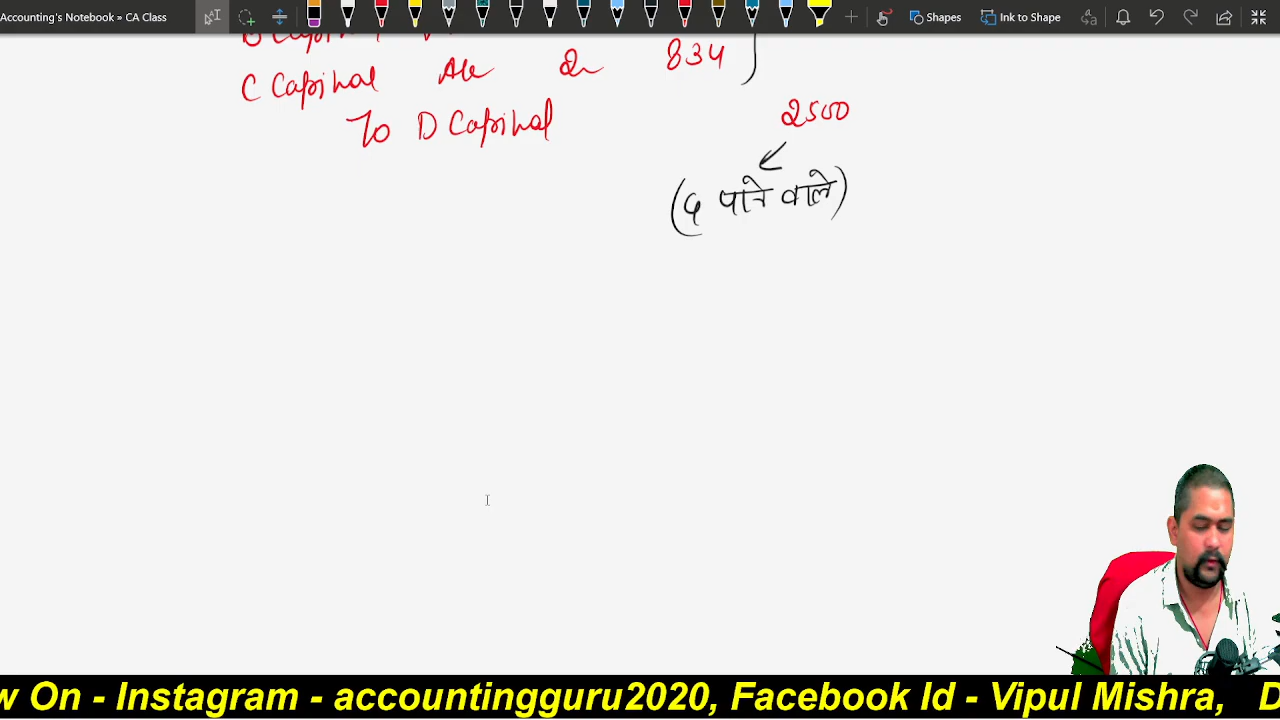 Accounting's Notebook » CA Class Shapes Ink to Shape
B Capital
C Capital A/c Dr 834
To D Capital 2500
(द पाने वाले)
w On - Instagram - accountingguru2020, Facebook Id - Vipul Mishra, D